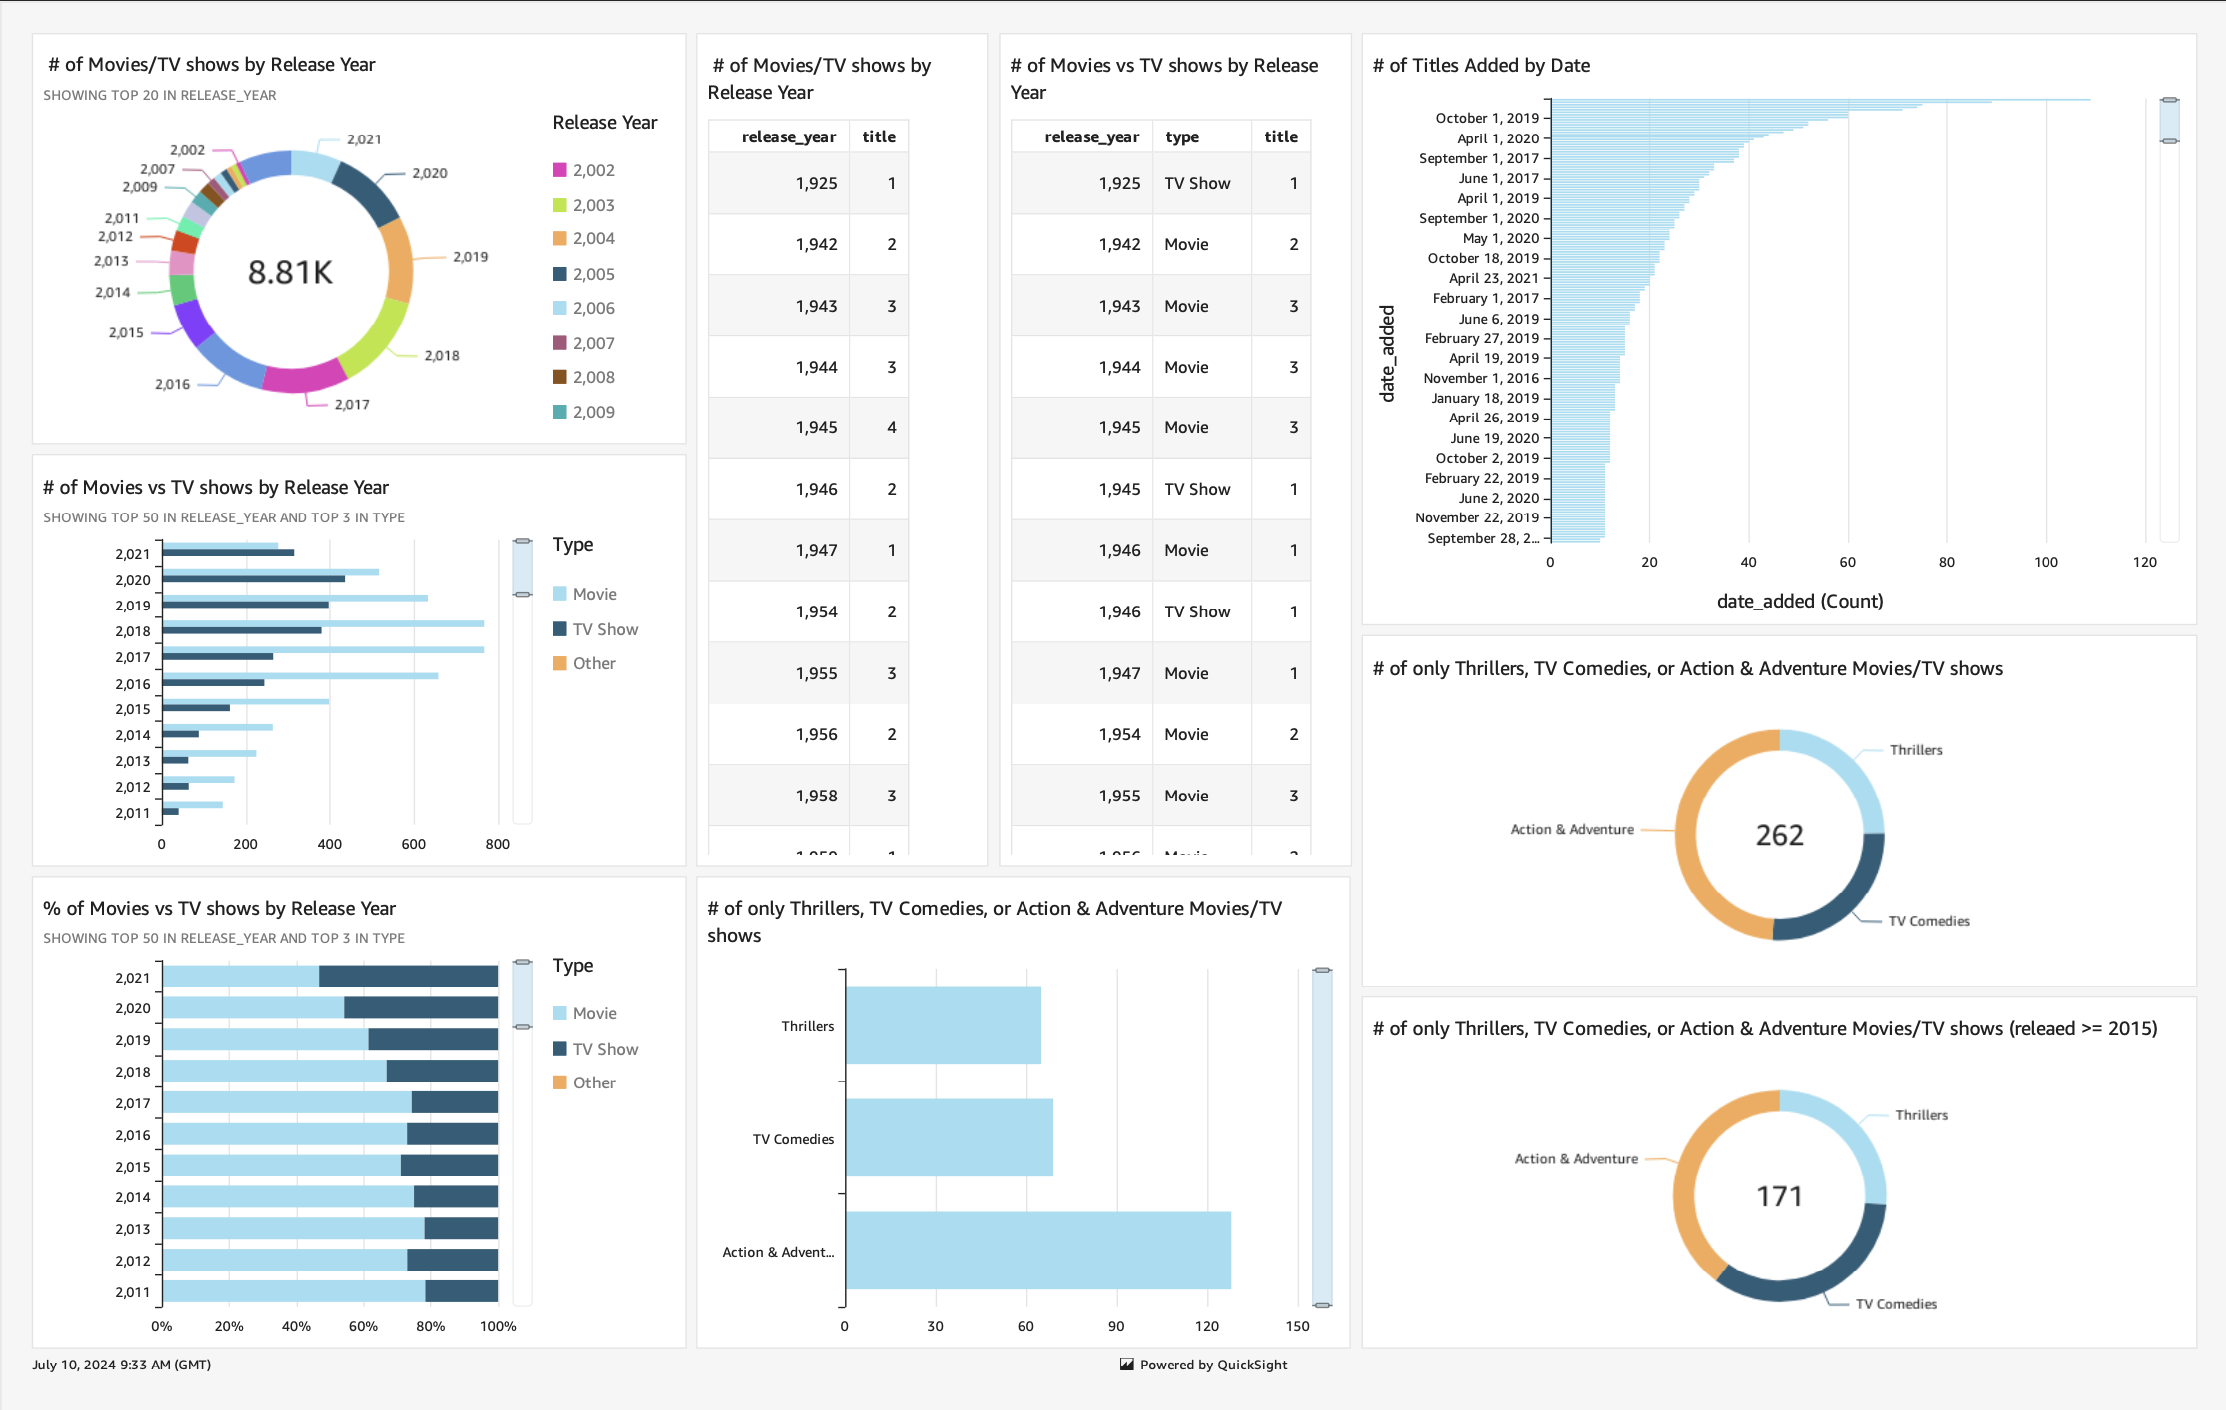 # of Movies/TV shows by Release Year
SHOWING TOP 20 IN RELEASE_YEAR
2,021
2,020
2,019
2,018
2,017
2,016
2,015
2,014
2,013
2,012
2,011
2,009
2,007
2,002
8.81K
Release Year
2,002
2,003
2,004
2,005
2,006
2,007
2,008
2,009
# of Movies vs TV shows by Release Year
SHOWING TOP 50 IN RELEASE_YEAR AND TOP 3 IN TYPE
2,021
2,020
2,019
2,018
2,017
2,016
2,015
2,014
2,013
2,012
2,011
0 200 400 600 800
Type
Movie
TV Show
Other
% of Movies vs TV shows by Release Year
SHOWING TOP 50 IN RELEASE_YEAR AND TOP 3 IN TYPE
2,021
2,020
2,019
2,018
2,017
2,016
2,015
2,014
2,013
2,012
2,011
0% 20% 40% 60% 80% 100%
Type
Movie
TV Show
Other
# of Movies/TV shows by
Release Year
release_year title
1,925 1
1,942 2
1,943 3
1,944 3
1,945 4
1,946 2
1,947 1
1,954 2
1,955 3
1,956 2
1,958 3
# of Movies vs TV shows by Release
Year
release_year type title
1,925 TV Show 1
1,942 Movie 2
1,943 Movie 3
1,944 Movie 3
1,945 Movie 3
1,945 TV Show 1
1,946 Movie 1
1,946 TV Show 1
1,947 Movie 1
1,954 Movie 2
1,955 Movie 3
# of only Thrillers, TV Comedies, or Action & Adventure Movies/TV
shows
Thrillers
TV Comedies
Action & Advent...
0 30 60 90 120 150
# of Titles Added by Date
date_added
October 1, 2019
April 1, 2020
September 1, 2017
June 1, 2017
April 1, 2019
September 1, 2020
May 1, 2020
October 18, 2019
April 23, 2021
February 1, 2017
June 6, 2019
February 27, 2019
April 19, 2019
November 1, 2016
January 18, 2019
April 26, 2019
June 19, 2020
October 2, 2019
February 22, 2019
June 2, 2020
November 22, 2019
September 28, 2...
0 20 40 60 80 100 120
date_added (Count)
# of only Thrillers, TV Comedies, or Action & Adventure Movies/TV shows
Thrillers
Action & Adventure
262
TV Comedies
# of only Thrillers, TV Comedies, or Action & Adventure Movies/TV shows (releaed >= 2015)
Thrillers
Action & Adventure
171
TV Comedies
July 10, 2024 9:33 AM (GMT)
Powered by QuickSight